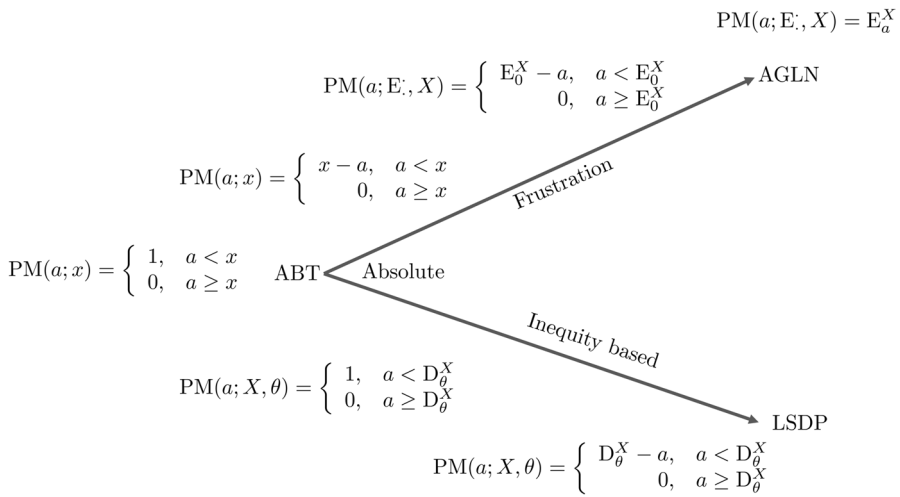 PM(a; E:., X) = E_a^X
PM(a; E:., X) = { E_0^X − a, a < E_0^X
0, a ≥ E_0^X
AGLN
PM(a; x) = { x − a, a < x
0, a ≥ x
Frustration
PM(a; x) = { 1, a < x
0, a ≥ x
ABT
Absolute
Inequity based
PM(a; X, θ) = { 1, a < D_θ^X
0, a ≥ D_θ^X
LSDP
PM(a; X, θ) = { D_θ^X − a, a < D_θ^X
0, a ≥ D_θ^X